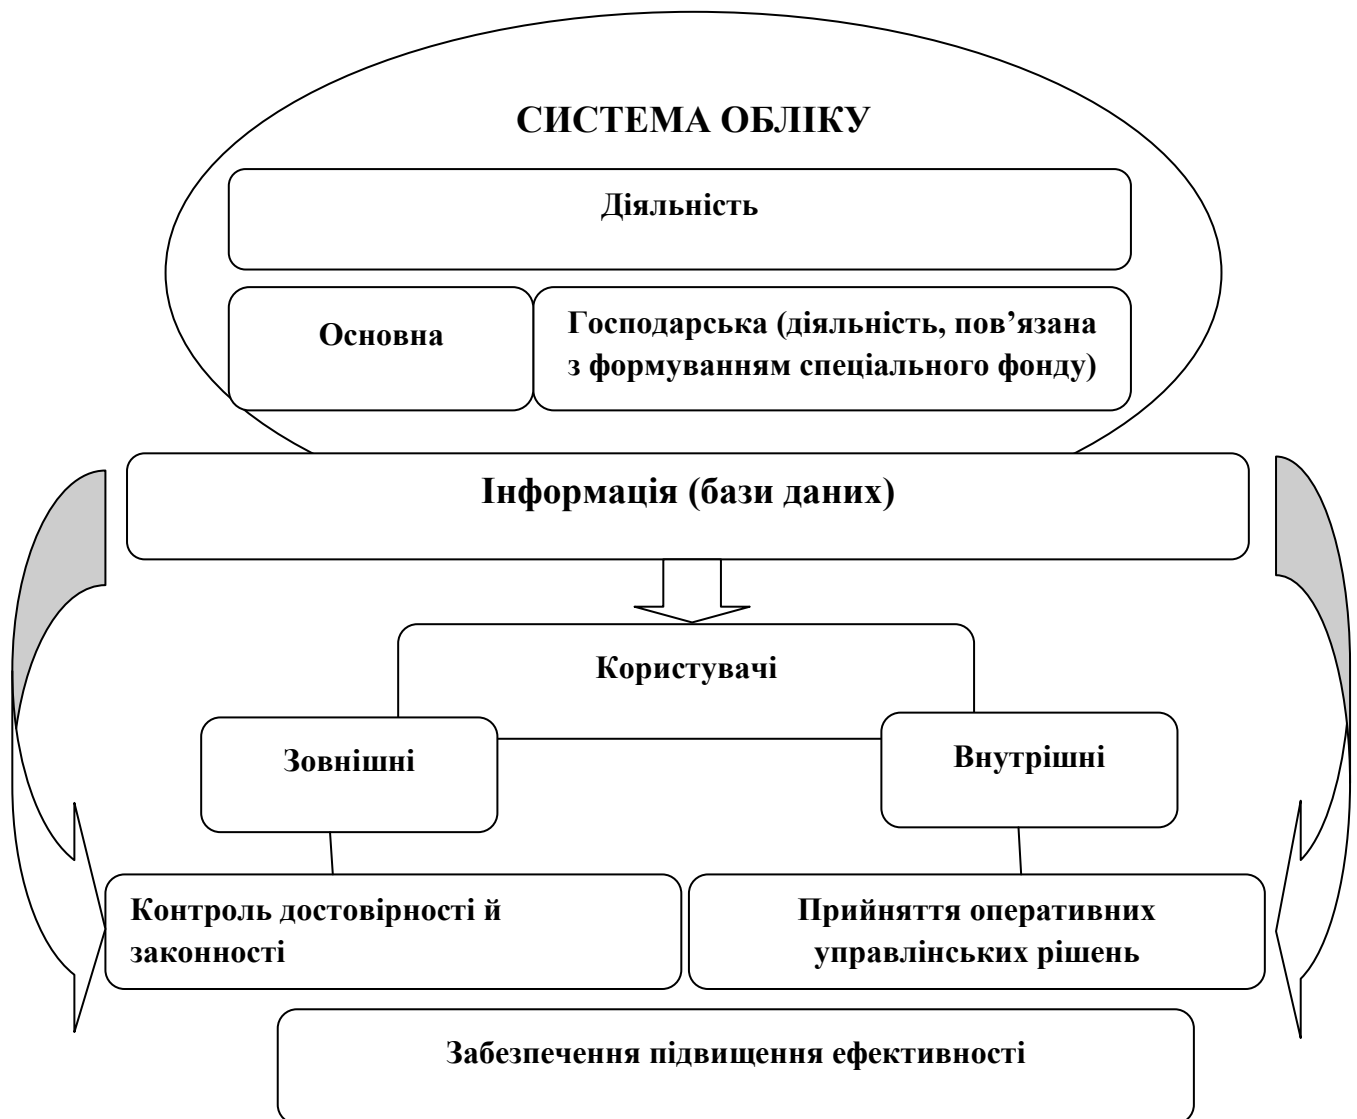 СИСТЕМА ОБЛІКУ
Діяльність
Основна
Господарська (діяльність, пов’язана
з формуванням спеціального фонду)
Інформація (бази даних)
Користувачі
Зовнішні
Внутрішні
Контроль достовірності й
законності
Прийняття оперативних
управлінських рішень
Забезпечення підвищення ефективності